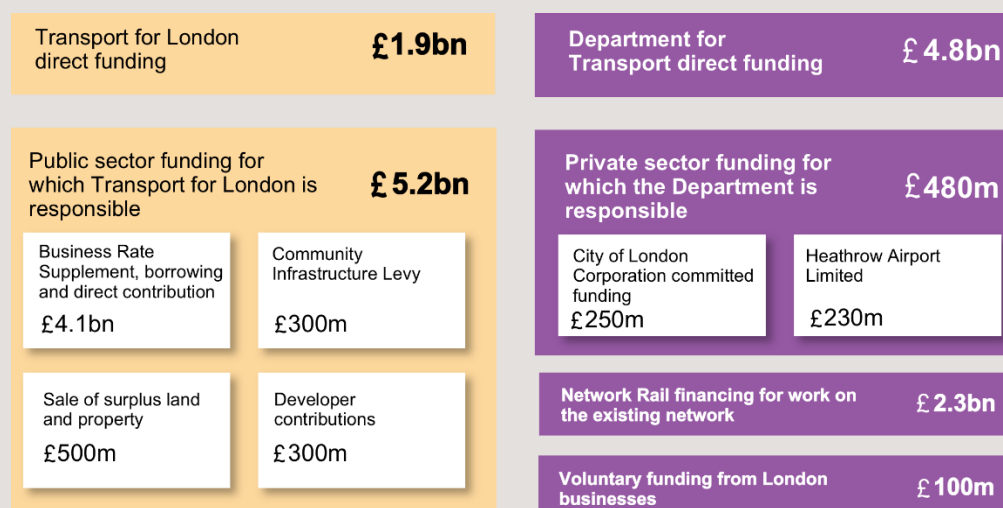 Transport for London
direct funding
£1.9bn
Public sector funding for
which Transport for London is
responsible
£5.2bn
Business Rate
Supplement, borrowing
and direct contribution
£4.1bn
Community
Infrastructure Levy
£300m
Sale of surplus land
and property
£500m
Developer
contributions
£300m
Department for
Transport direct funding
£4.8bn
Private sector funding for
which the Department is
responsible
£480m
City of London
Corporation committed
funding
£250m
Heathrow Airport
Limited
£230m
Network Rail financing for work on
the existing network
£2.3bn
Voluntary funding from London
businesses
£100m